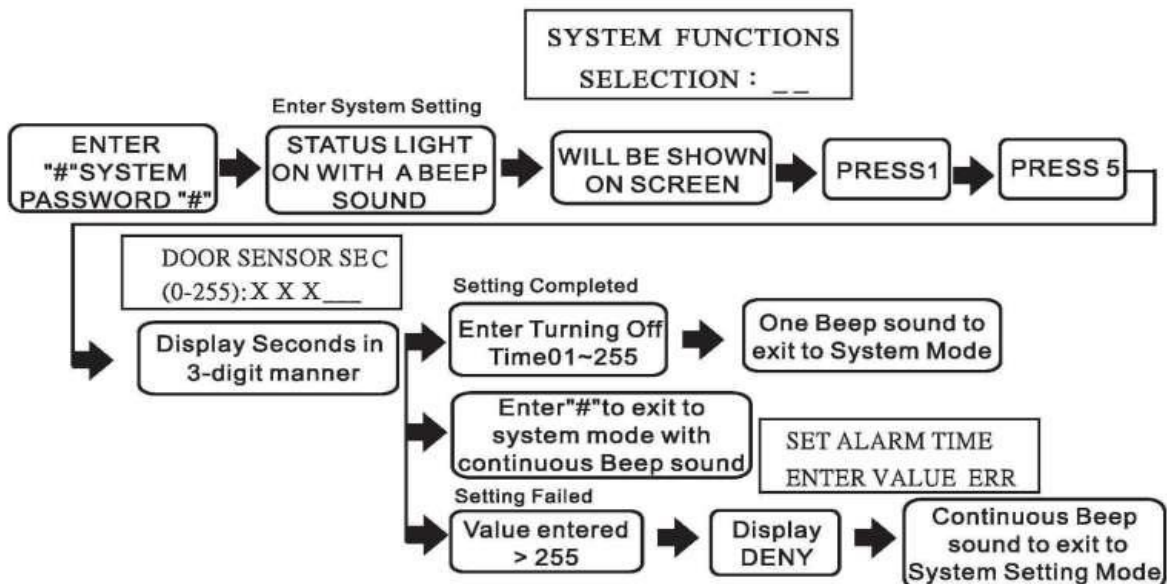 SYSTEM FUNCTIONS
SELECTION : _ _
Enter System Setting
ENTER
"#"SYSTEM
PASSWORD "#"
STATUS LIGHT
ON WITH A BEEP
SOUND
WILL BE SHOWN
ON SCREEN
PRESS1
PRESS 5
DOOR SENSOR SEC
(0-255):X X X___
Display Seconds in
3-digit manner
Setting Completed
Enter Turning Off
Time01~255
One Beep sound to
exit to System Mode
Enter"#"to exit to
system mode with
continuous Beep sound
SET ALARM TIME
ENTER VALUE ERR
Setting Failed
Value entered
> 255
Display
DENY
Continuous Beep
sound to exit to
System Setting Mode